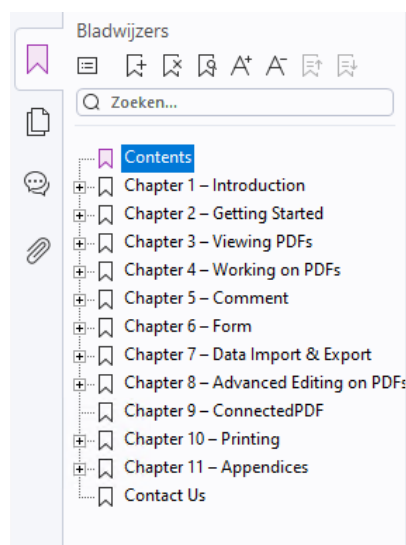 Bladwijzers
A+ A-
Zoeken...
Contents
Chapter 1 – Introduction
Chapter 2 – Getting Started
Chapter 3 – Viewing PDFs
Chapter 4 – Working on PDFs
Chapter 5 – Comment
Chapter 6 – Form
Chapter 7 – Data Import & Export
Chapter 8 – Advanced Editing on PDFs
Chapter 9 – ConnectedPDF
Chapter 10 – Printing
Chapter 11 – Appendices
Contact Us